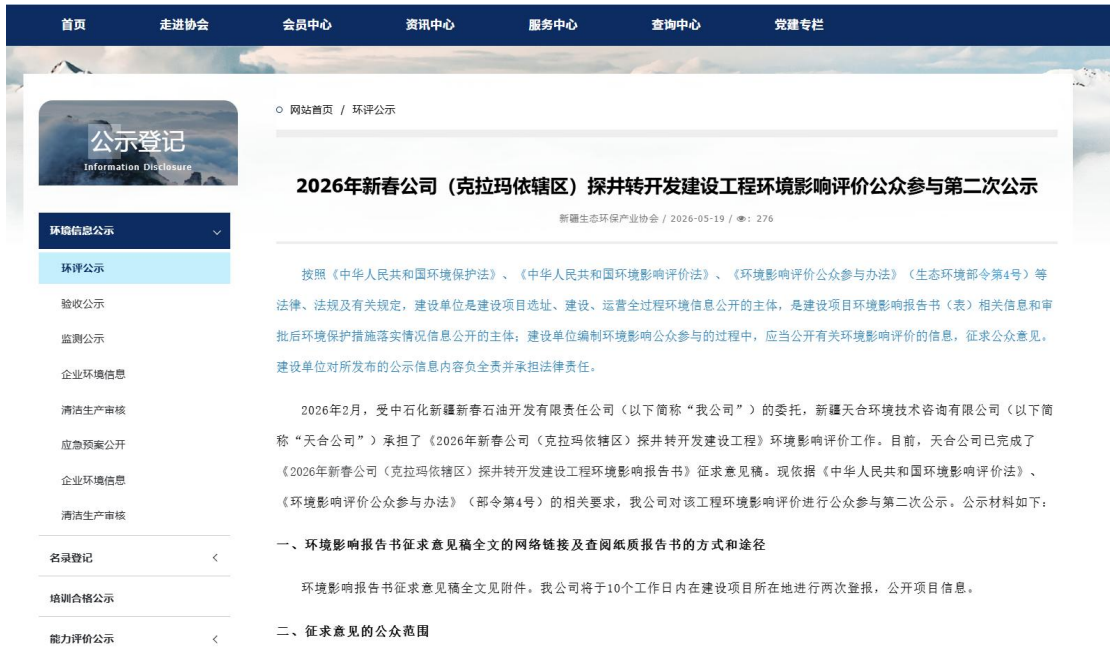 首页 走进协会 会员中心 资讯中心 服务中心 查询中心 党建专栏
公示登记
Information Disclosure
环境信息公示
环评公示
验收公示
监测公示
企业环境信息
清洁生产审核
应急预案公开
企业环境信息
清洁生产审核
名录登记
培训合格公示
能力评价公示
网站首页 / 环评公示
2026年新春公司（克拉玛依辖区）探井转开发建设工程环境影响评价公众参与第二次公示
新疆生态环保产业协会 / 2026-05-19 / : 276
按照《中华人民共和国环境保护法》、《中华人民共和国环境影响评价法》、《环境影响评价公众参与办法》（生态环境部令第4号）等
法律、法规及有关规定，建设单位是建设项目选址、建设、运营全过程环境信息公开的主体，是建设项目环境影响报告书（表）相关信息和审
批后环境保护措施落实情况信息公开的主体；建设单位编制环境影响公众参与的过程中，应当公开有关环境影响评价的信息，征求公众意见。
建设单位对所发布的公示信息内容负全责并承担法律责任。
2026年2月，受中石化新疆新春石油开发有限责任公司（以下简称“我公司”）的委托，新疆天合环境技术咨询有限公司（以下简
称“天合公司”）承担了《2026年新春公司（克拉玛依辖区）探井转开发建设工程》环境影响评价工作。目前，天合公司已完成了
《2026年新春公司（克拉玛依辖区）探井转开发建设工程环境影响报告书》征求意见稿。现依据《中华人民共和国环境影响评价法》、
《环境影响评价公众参与办法》（部令第4号）的相关要求，我公司对该工程环境影响评价进行公众参与第二次公示。公示材料如下：
一、环境影响报告书征求意见稿全文的网络链接及查阅纸质报告书的方式和途径
环境影响报告书征求意见稿全文见附件。我公司将于10个工作日内在建设项目所在地进行两次登报，公开项目信息。
二、征求意见的公众范围